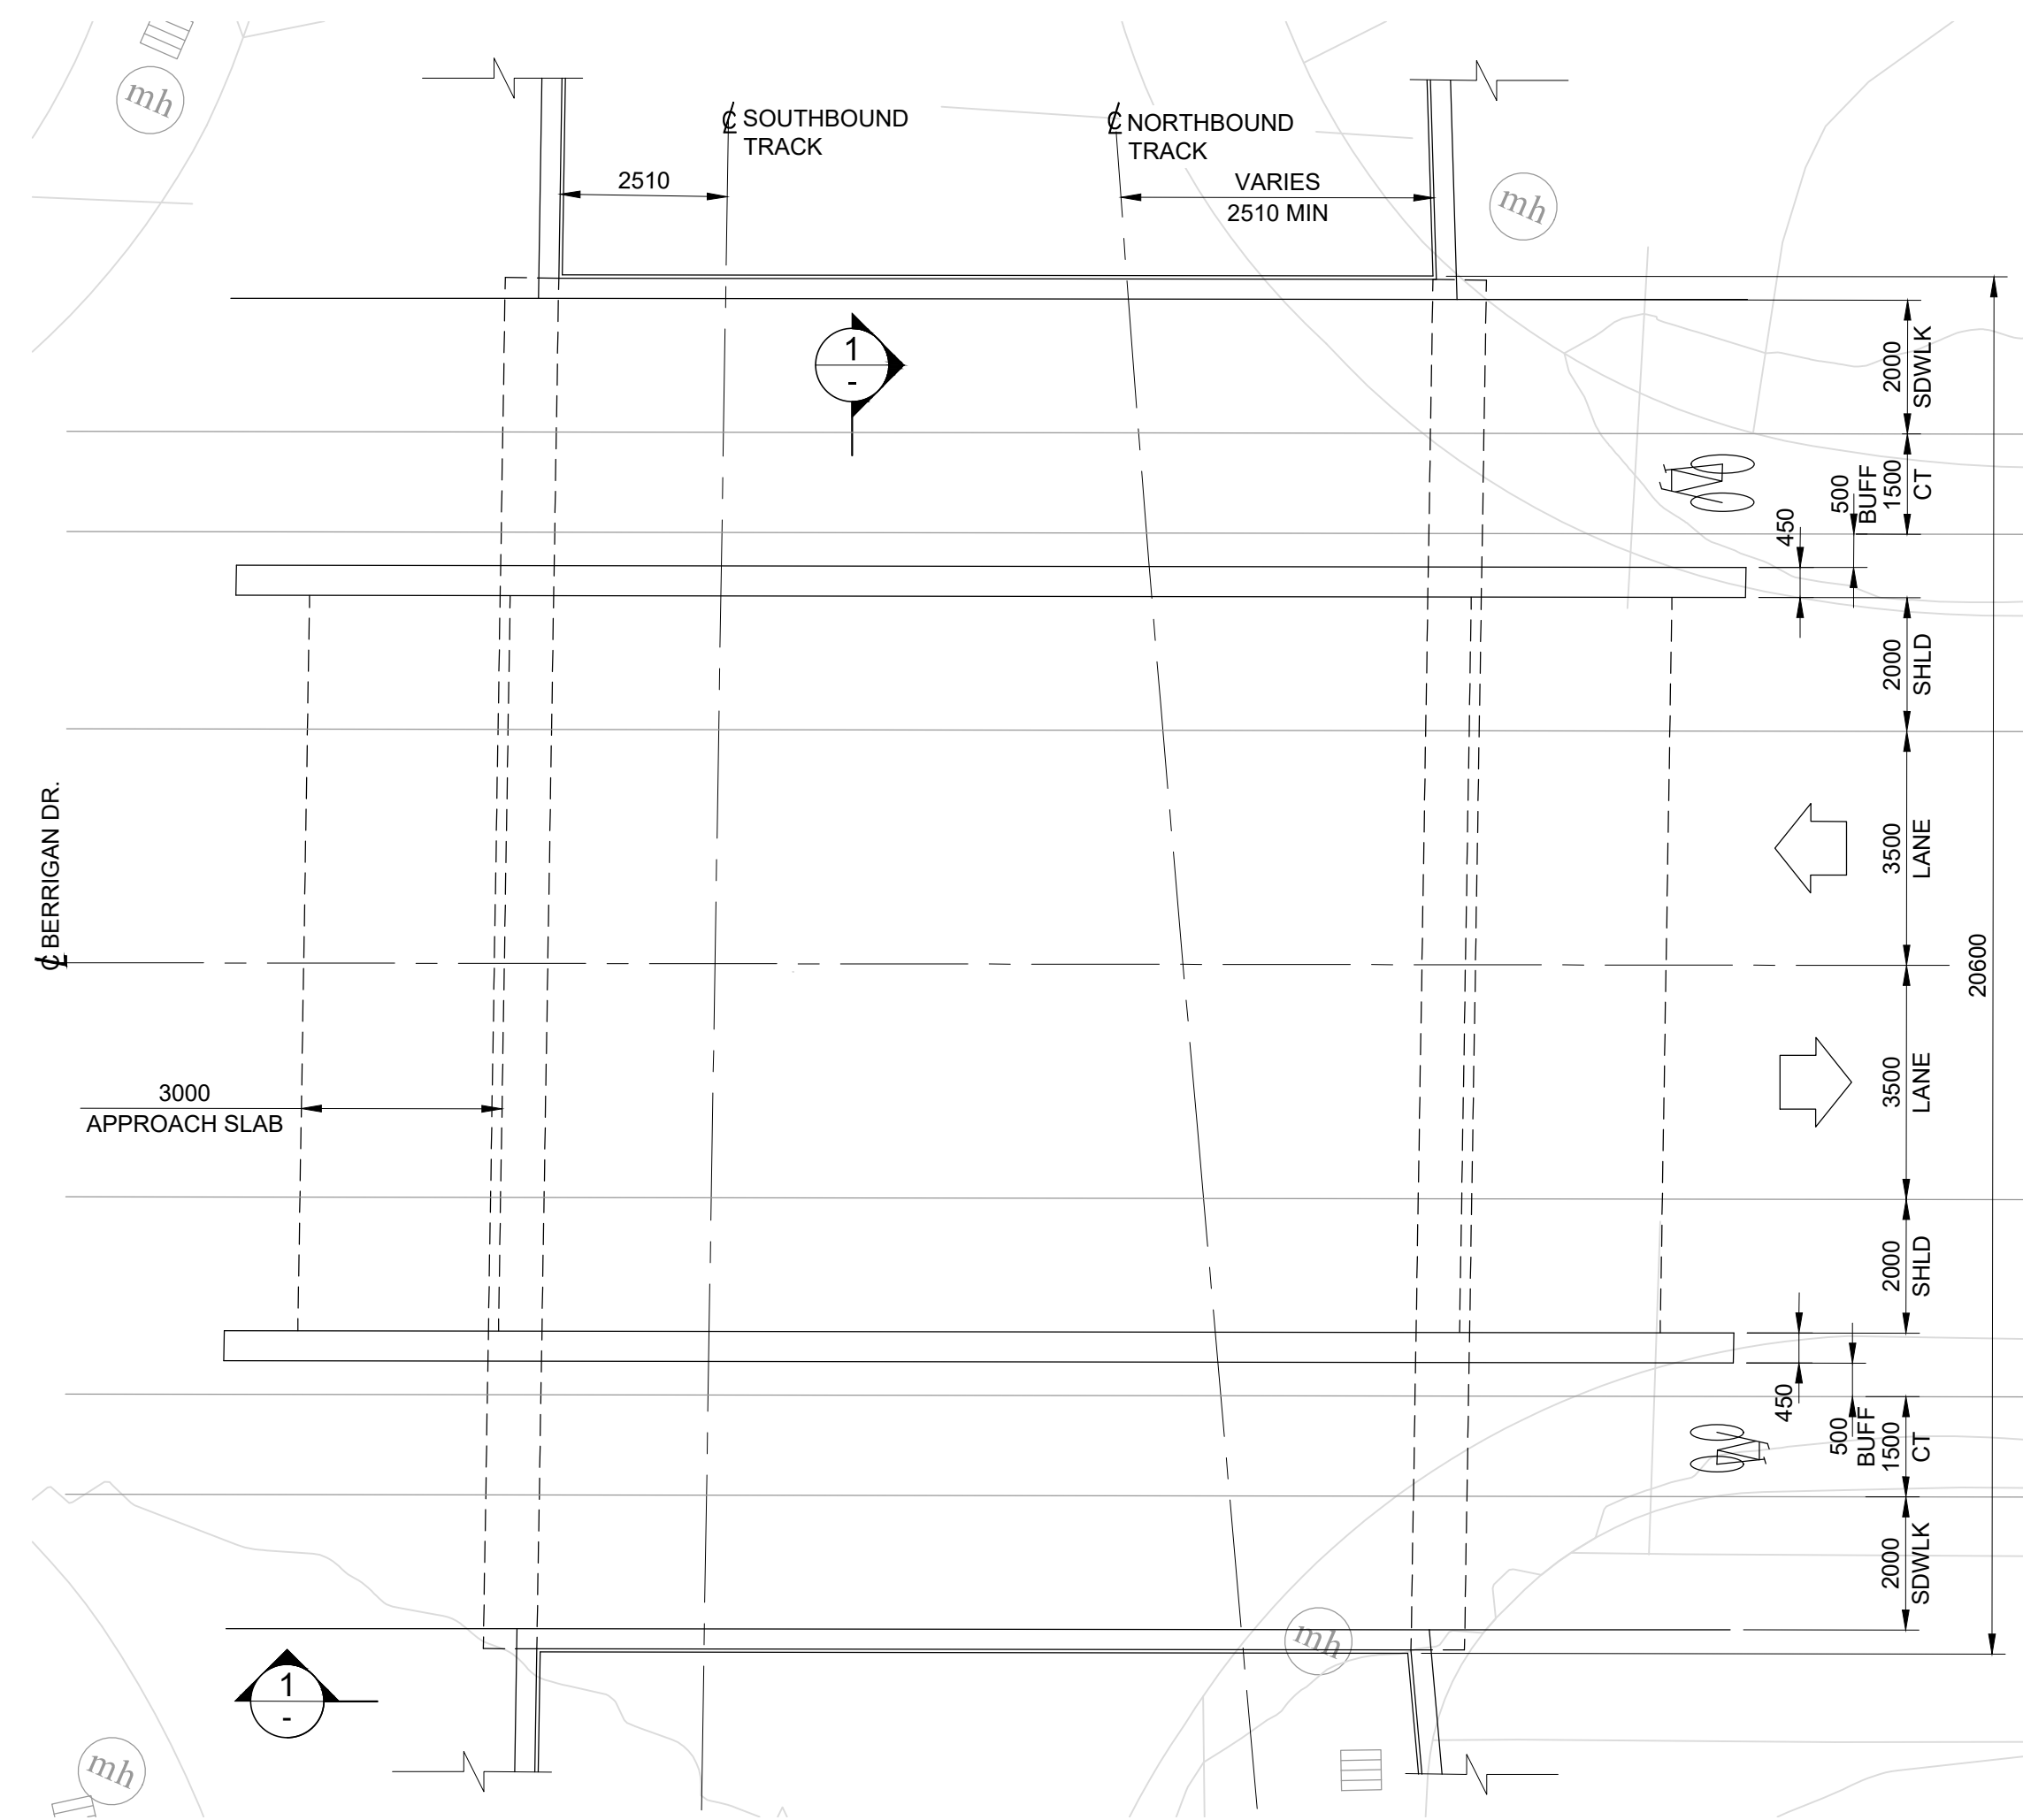 mh
℄ SOUTHBOUND
TRACK
℄ NORTHBOUND
TRACK
2510
VARIES
2510 MIN
mh
1
-
2000
SDWLK
1500
CT
500
BUFF
450
2000
SHLD
3500
LANE
℄ BERRIGAN DR.
20600
3500
LANE
3000
APPROACH SLAB
2000
SHLD
450
500
BUFF
1500
CT
2000
SDWLK
mh
1
-
mh